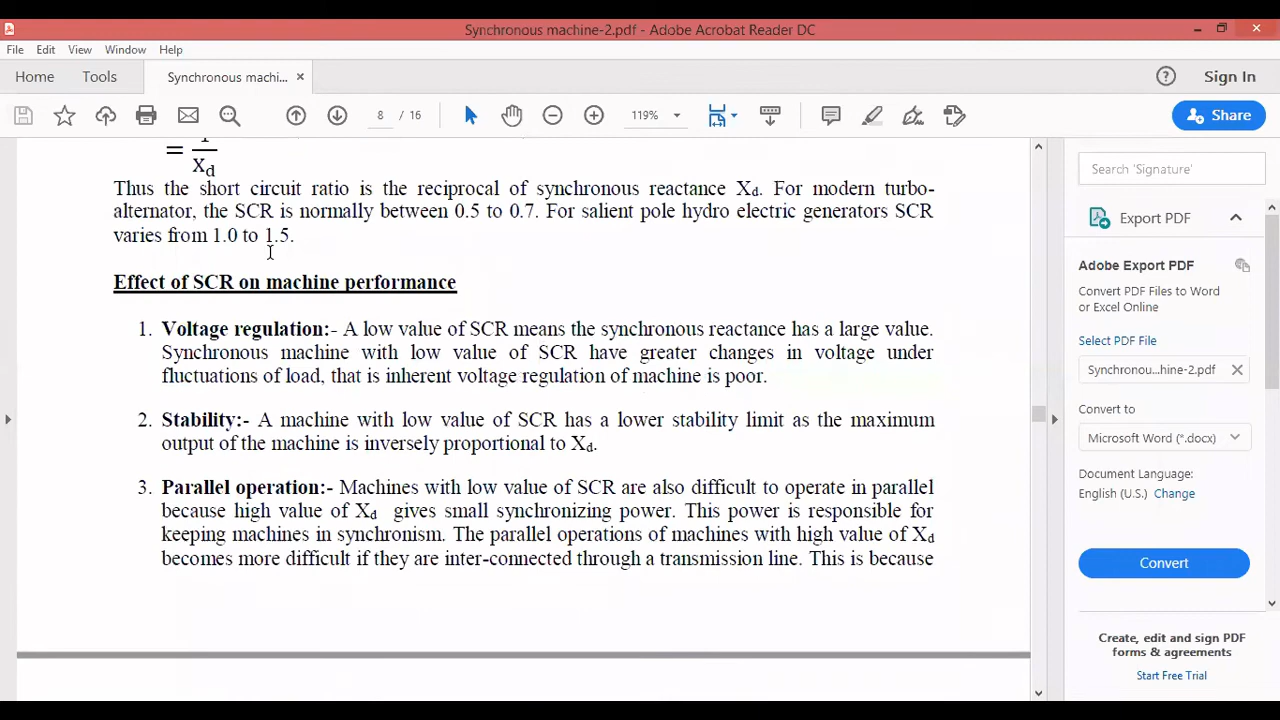 Synchronous machine-2.pdf - Adobe Acrobat Reader DC
File Edit View Window Help
Home Tools Synchronous machi... × Sign In
8 / 16 119% Share
=
X_d
Thus the short circuit ratio is the reciprocal of synchronous reactance X_d. For modern turbo-
alternator, the SCR is normally between 0.5 to 0.7. For salient pole hydro electric generators SCR
varies from 1.0 to 1.5.
Effect of SCR on machine performance
1. Voltage regulation:- A low value of SCR means the synchronous reactance has a large value.
Synchronous machine with low value of SCR have greater changes in voltage under
fluctuations of load, that is inherent voltage regulation of machine is poor.
2. Stability:- A machine with low value of SCR has a lower stability limit as the maximum
output of the machine is inversely proportional to X_d.
3. Parallel operation:- Machines with low value of SCR are also difficult to operate in parallel
because high value of X_d gives small synchronizing power. This power is responsible for
keeping machines in synchronism. The parallel operations of machines with high value of X_d
becomes more difficult if they are inter-connected through a transmission line. This is because
Search 'Signature'
Export PDF
Adobe Export PDF
Convert PDF Files to Word
or Excel Online
Select PDF File
Synchronou...hine-2.pdf ×
Convert to
Microsoft Word (*.docx)
Document Language:
English (U.S.) Change
Convert
Create, edit and sign PDF
forms & agreements
Start Free Trial